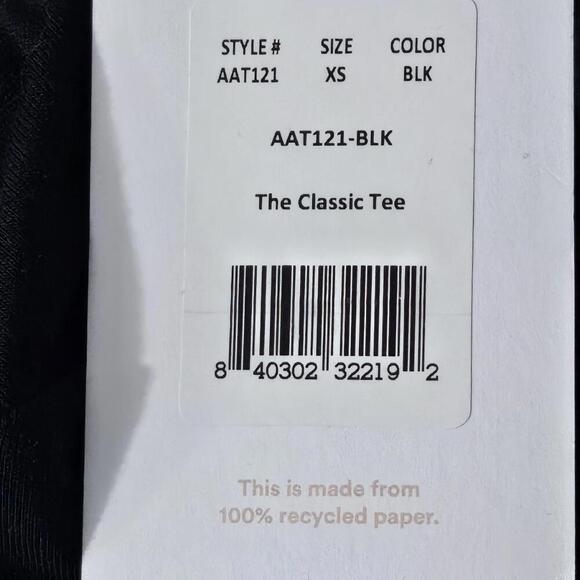 STYLE # SIZE COLOR
AAT121 XS BLK
AAT121-BLK
The Classic Tee
8 40302 32219 2
This is made from
100% recycled paper.